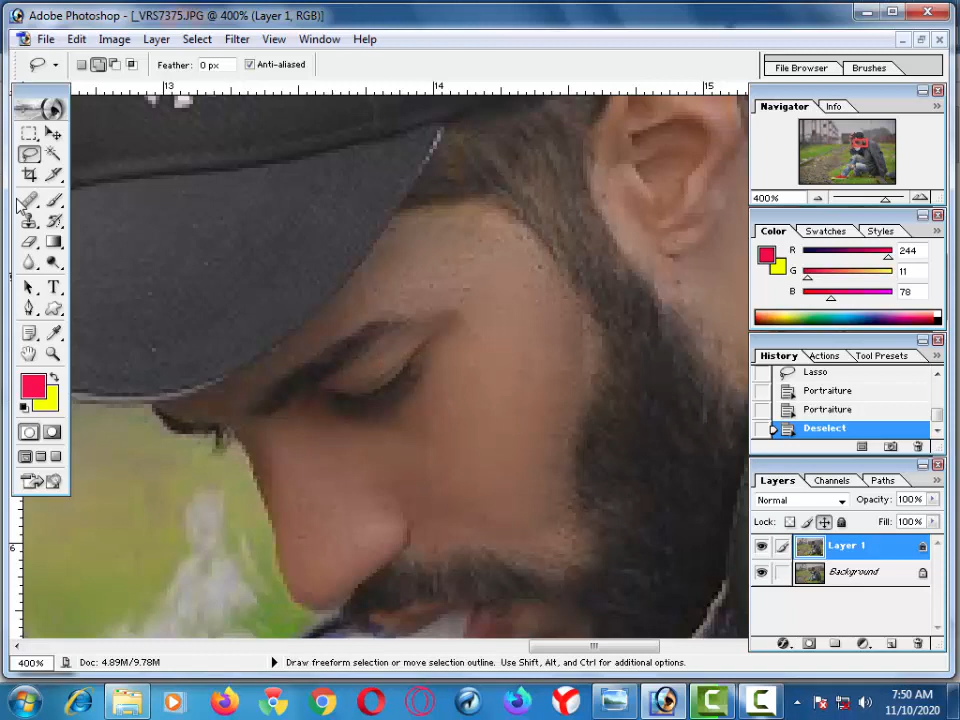 Adobe Photoshop - [_VRS7375.JPG @ 400% (Layer 1, RGB)]
File Edit Image Layer Select Filter View Window Help
Feather: 0 px Anti-aliased
File Browser Brushes
13 14 15
Navigator Info
400%
Color Swatches Styles
R 244
G 11
B 78
History Actions Tool Presets
Lasso
Portraiture
Portraiture
Deselect
Layers Channels Paths
Normal Opacity: 100%
Lock: Fill: 100%
Layer 1
Background
6
400% Doc: 4.89M/9.78M Draw freeform selection or move selection outline. Use Shift, Alt, and Ctrl for additional options.
7:50 AM
11/10/2020